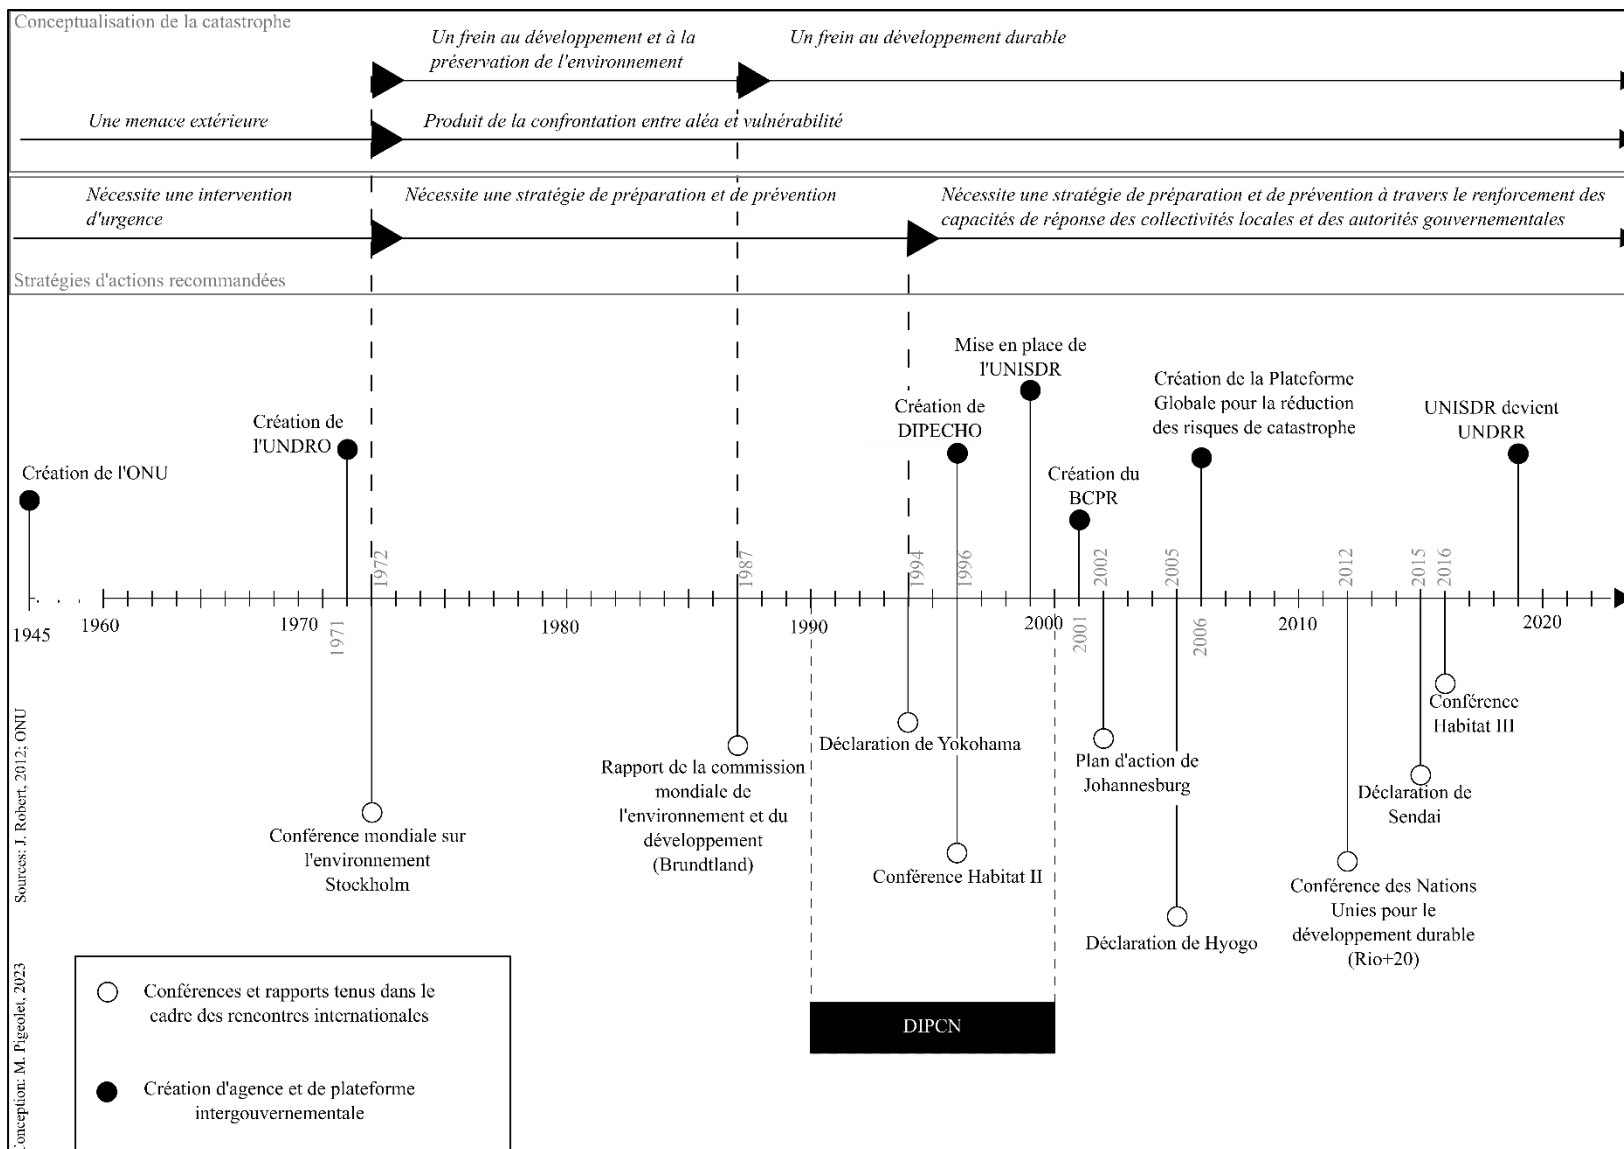 Conceptualisation de la catastrophe
Un frein au développement et à la
préservation de l'environnement
Un frein au développement durable
Une menace extérieure
Produit de la confrontation entre aléa et vulnérabilité
Nécessite une intervention
d'urgence
Nécessite une stratégie de préparation et de prévention
Nécessite une stratégie de préparation et de prévention à travers le renforcement des
capacités de réponse des collectivités locales et des autorités gouvernementales
Stratégies d'actions recommandées
Création de l'ONU
Création de
l'UNDRO
Création de
DIPECHO
Mise en place de
l'UNISDR
Création du
BCPR
Création de la Plateforme
Globale pour la réduction
des risques de catastrophe
UNISDR devient
UNDRR
1972
1987
1994
1996
2002
2005
2012
2015
2016
1945
1960
1970
1971
1980
1990
2000
2001
2006
2010
2020
Conférence mondiale sur
l'environnement
Stockholm
Rapport de la commission
mondiale de
l'environnement et du
développement
(Brundtland)
Déclaration de Yokohama
Conférence Habitat II
Plan d'action de
Johannesburg
Déclaration de Hyogo
Conférence des Nations
Unies pour le
développement durable
(Rio+20)
Déclaration de
Sendai
Conférence
Habitat III
DIPCN
Conférences et rapports tenus dans le
cadre des rencontres internationales
Création d'agence et de plateforme
intergouvernementale
Sources: J. Robert, 2012; ONU
Conception: M. Pigeolet, 2023